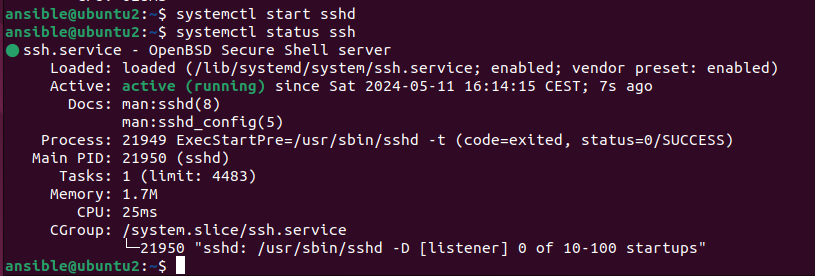 ansible@ubuntu2:~$ systemctl start sshd
ansible@ubuntu2:~$ systemctl status ssh
● ssh.service - OpenBSD Secure Shell server
     Loaded: loaded (/lib/systemd/system/ssh.service; enabled; vendor preset: enabled)
     Active: active (running) since Sat 2024-05-11 16:14:15 CEST; 7s ago
       Docs: man:sshd(8)
             man:sshd_config(5)
    Process: 21949 ExecStartPre=/usr/sbin/sshd -t (code=exited, status=0/SUCCESS)
   Main PID: 21950 (sshd)
      Tasks: 1 (limit: 4483)
     Memory: 1.7M
        CPU: 25ms
     CGroup: /system.slice/ssh.service
             └─21950 "sshd: /usr/sbin/sshd -D [listener] 0 of 10-100 startups"
ansible@ubuntu2:~$